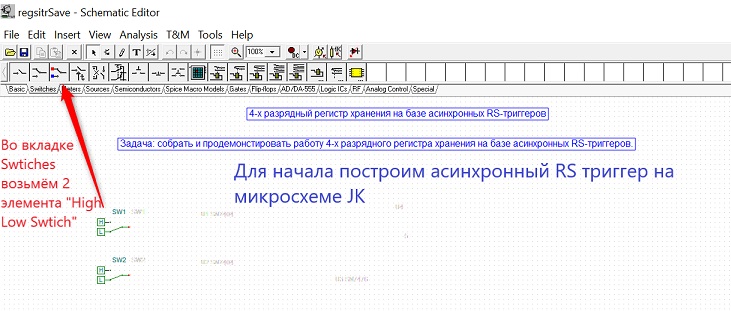 regsitrSave - Schematic Editor
File Edit Insert View Analysis T&M Tools Help
100%
Basic Switches Meters Sources Semiconductors Spice Macro Models Gates Flip-flops AD/DA-555 Logic ICs RF Analog Control Special
4-х разрядный регистр хранения на базе асинхронных RS-триггеров
Задача: собрать и продемонстрировать работу 4-х разрядного регистра хранения на базе асинхронных RS-триггеров.
Во вкладке
Swtiches
возьмём 2
элемента "High
Low Swtich"
Для начала построим асинхронный RS триггер на
микросхеме JK
SW1 SW1
H
L
SW2 SW2
H
L